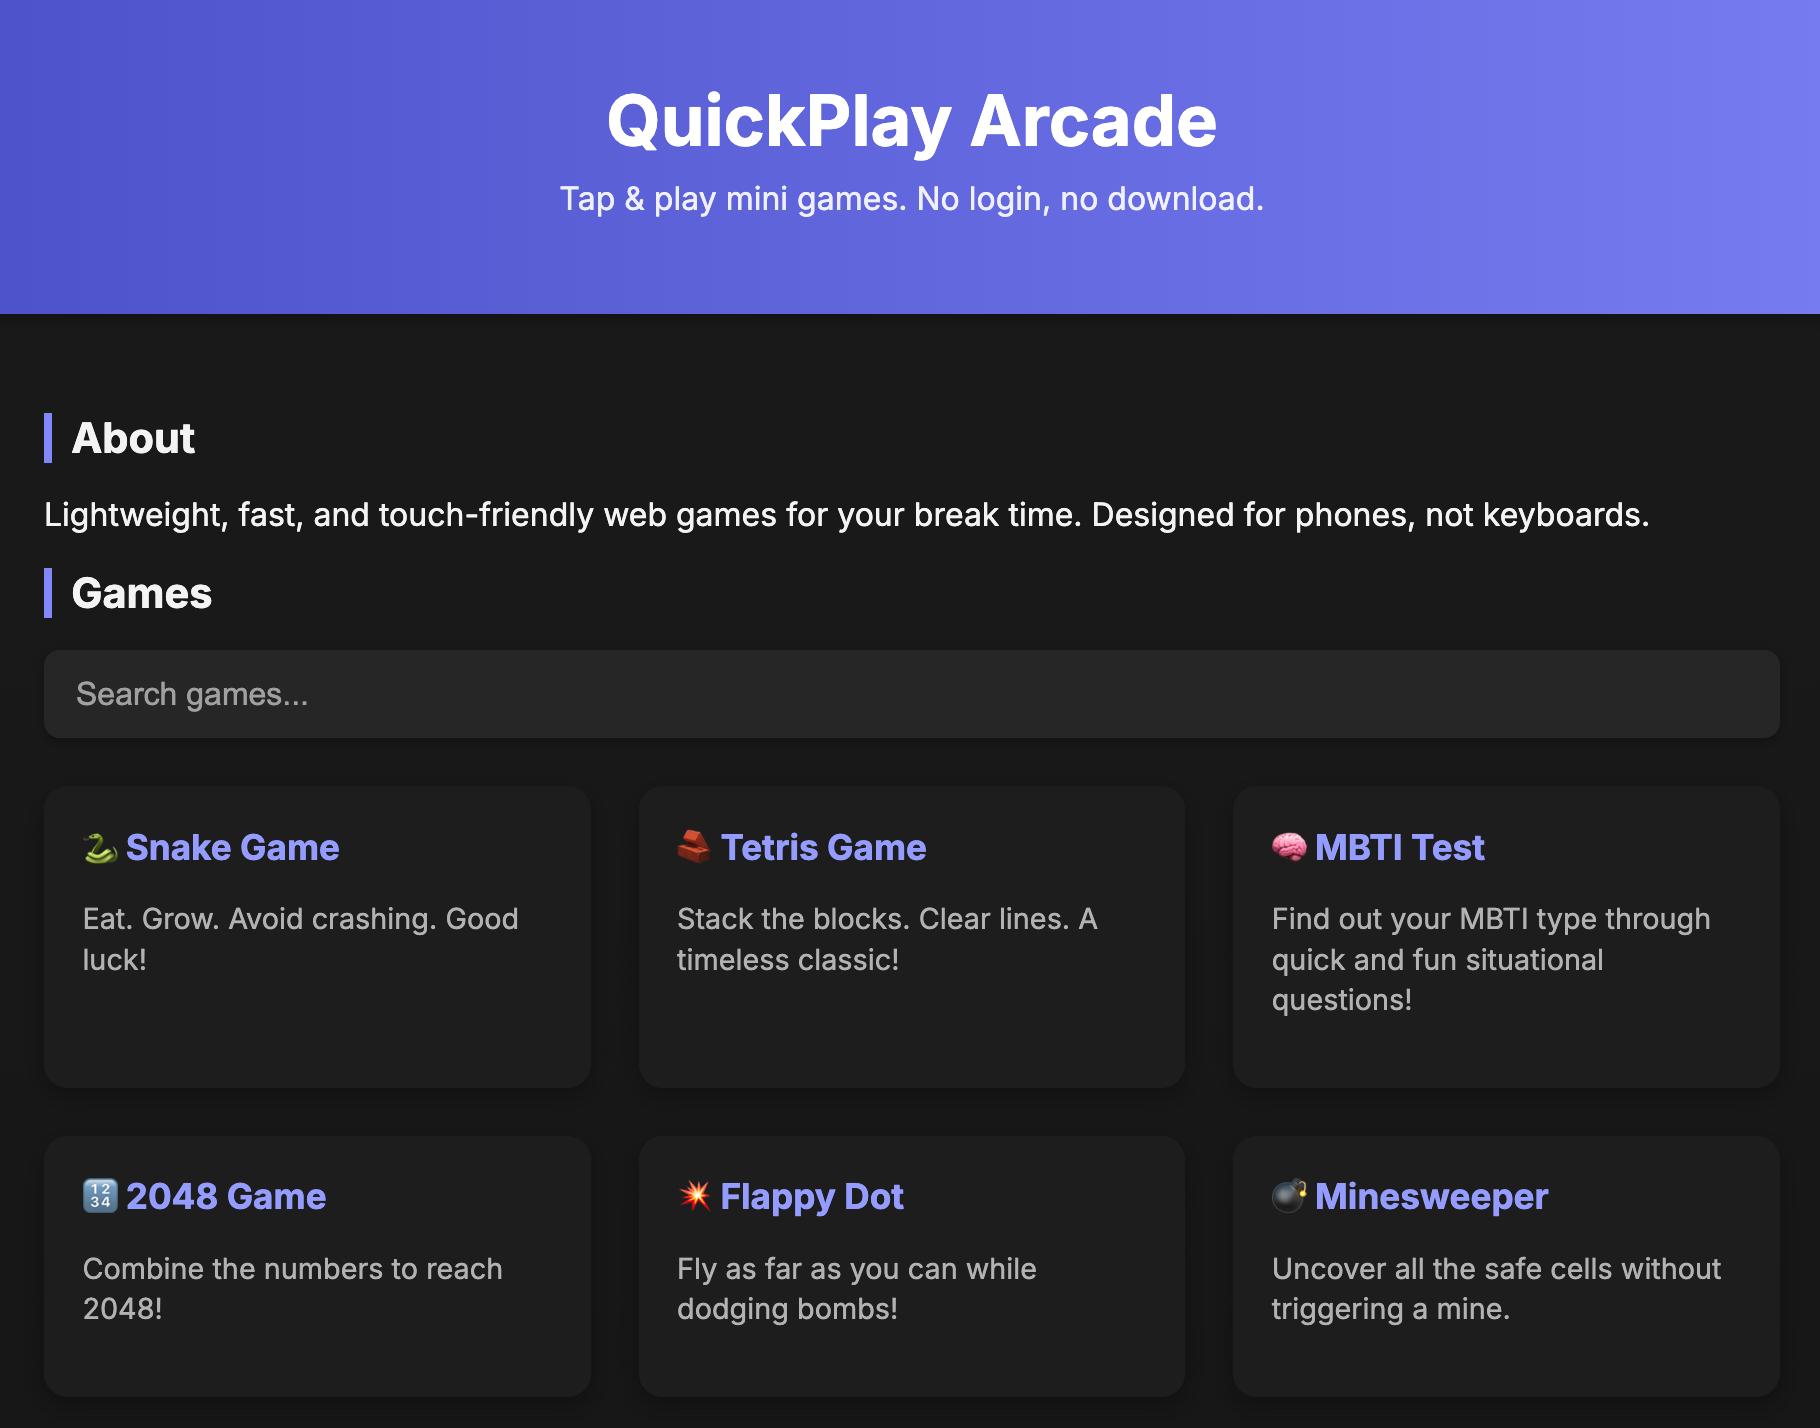 QuickPlay Arcade
Tap & play mini games. No login, no download.
About
Lightweight, fast, and touch-friendly web games for your break time. Designed for phones, not keyboards.
Games
Search games...
🐍 Snake Game
Eat. Grow. Avoid crashing. Good
luck!
🧱 Tetris Game
Stack the blocks. Clear lines. A
timeless classic!
🧠 MBTI Test
Find out your MBTI type through
quick and fun situational
questions!
🔢 2048 Game
Combine the numbers to reach
2048!
💥 Flappy Dot
Fly as far as you can while
dodging bombs!
💣 Minesweeper
Uncover all the safe cells without
triggering a mine.